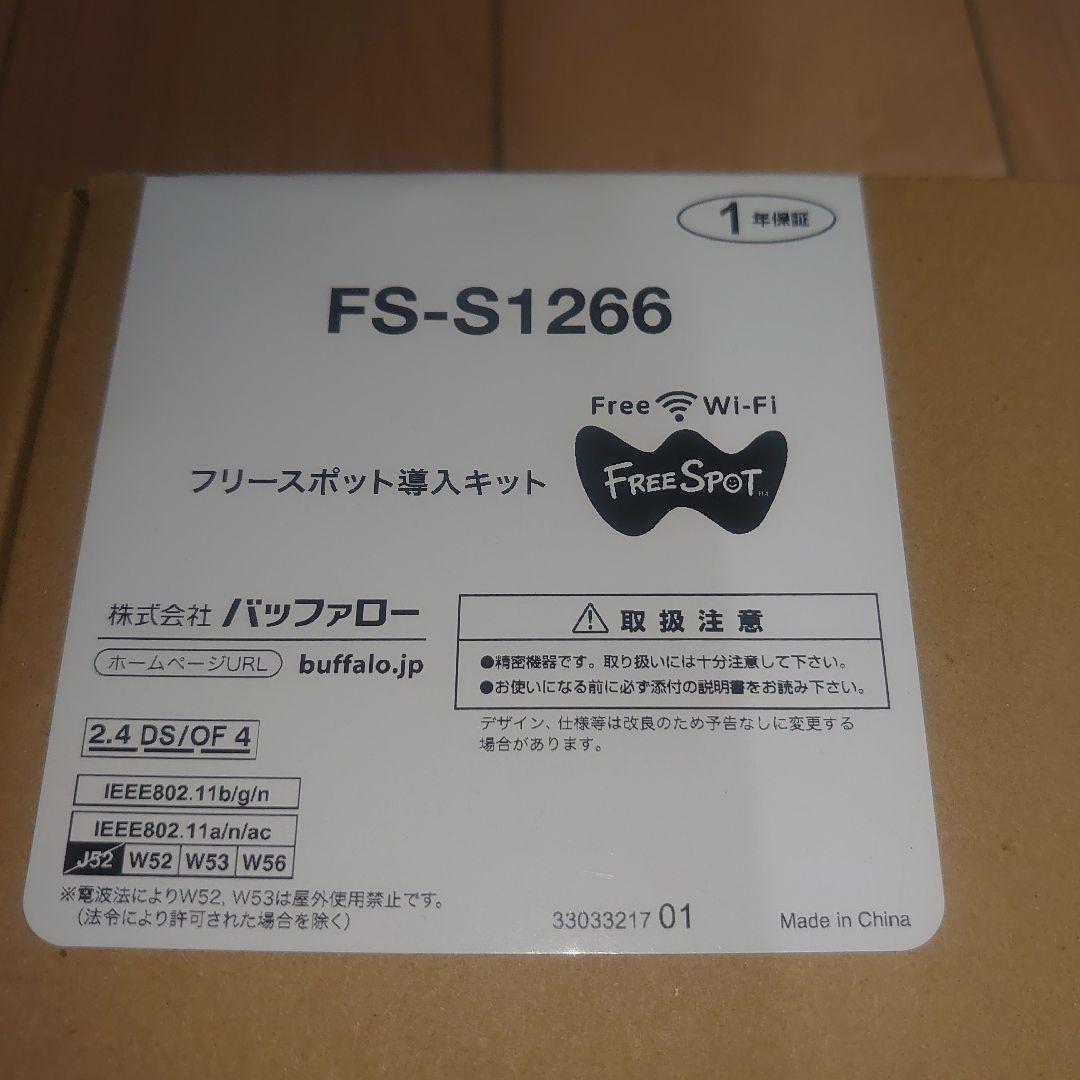 1年保証
FS-S1266
Free Wi-Fi
フリースポット導入キット
FREESPOT
株式会社 バッファロー
ホームページURL buffalo.jp
⚠取扱注意
●精密機器です。取り扱いには十分注意して下さい。
●お使いになる前に必ず添付の説明書をお読み下さい。
デザイン、仕様等は改良のため予告なしに変更する
場合があります。
2.4 DS/OF 4
IEEE802.11b/g/n
IEEE802.11a/n/ac
J52 W52 W53 W56
※電波法によりW52, W53は屋外使用禁止です。
(法令により許可された場合を除く)
33033217 01
Made in China